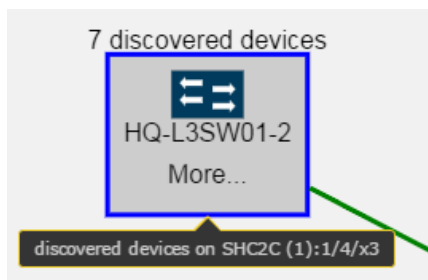 7 discovered devices
HQ-L3SW01-2
More...
discovered devices on SHC2C (1):1/4/x3